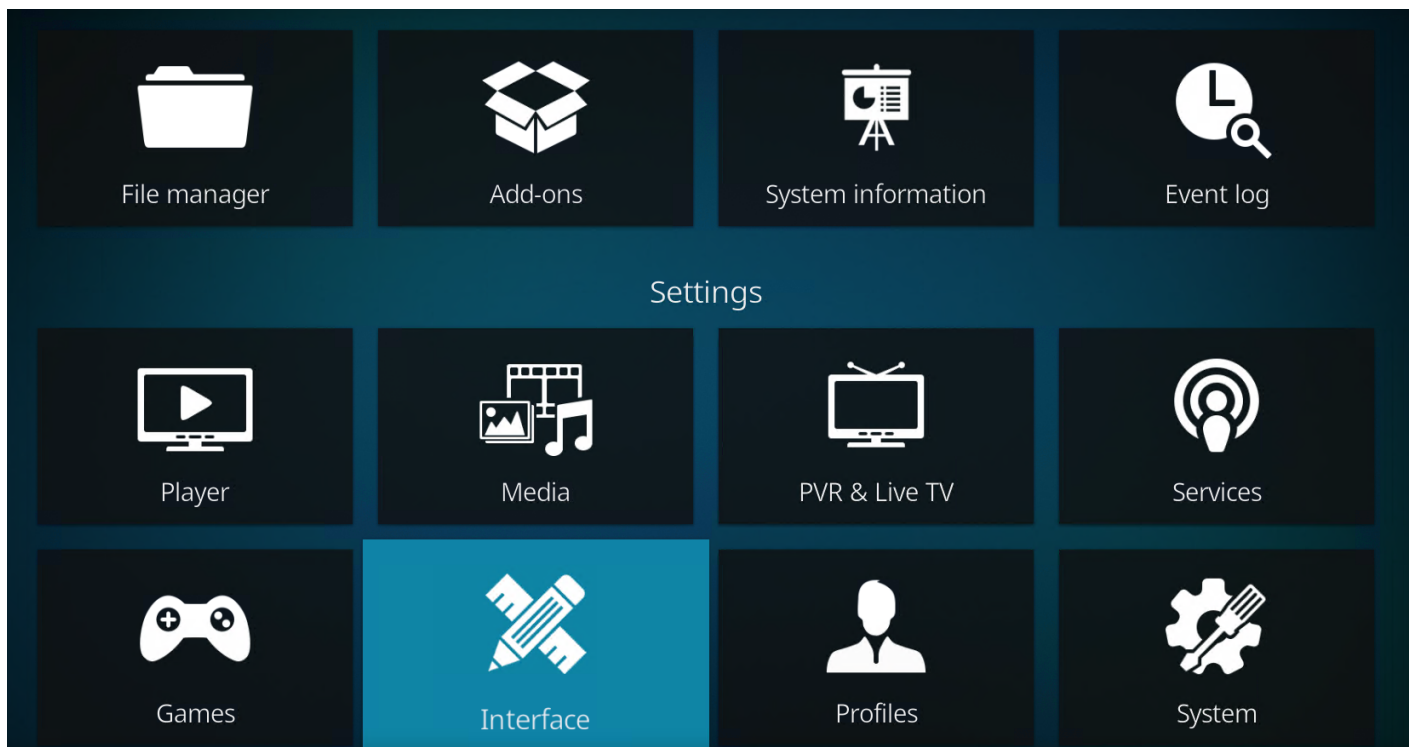 File manager
Add-ons
System information
Event log
Settings
Player
Media
PVR & Live TV
Services
Games
Interface
Profiles
System